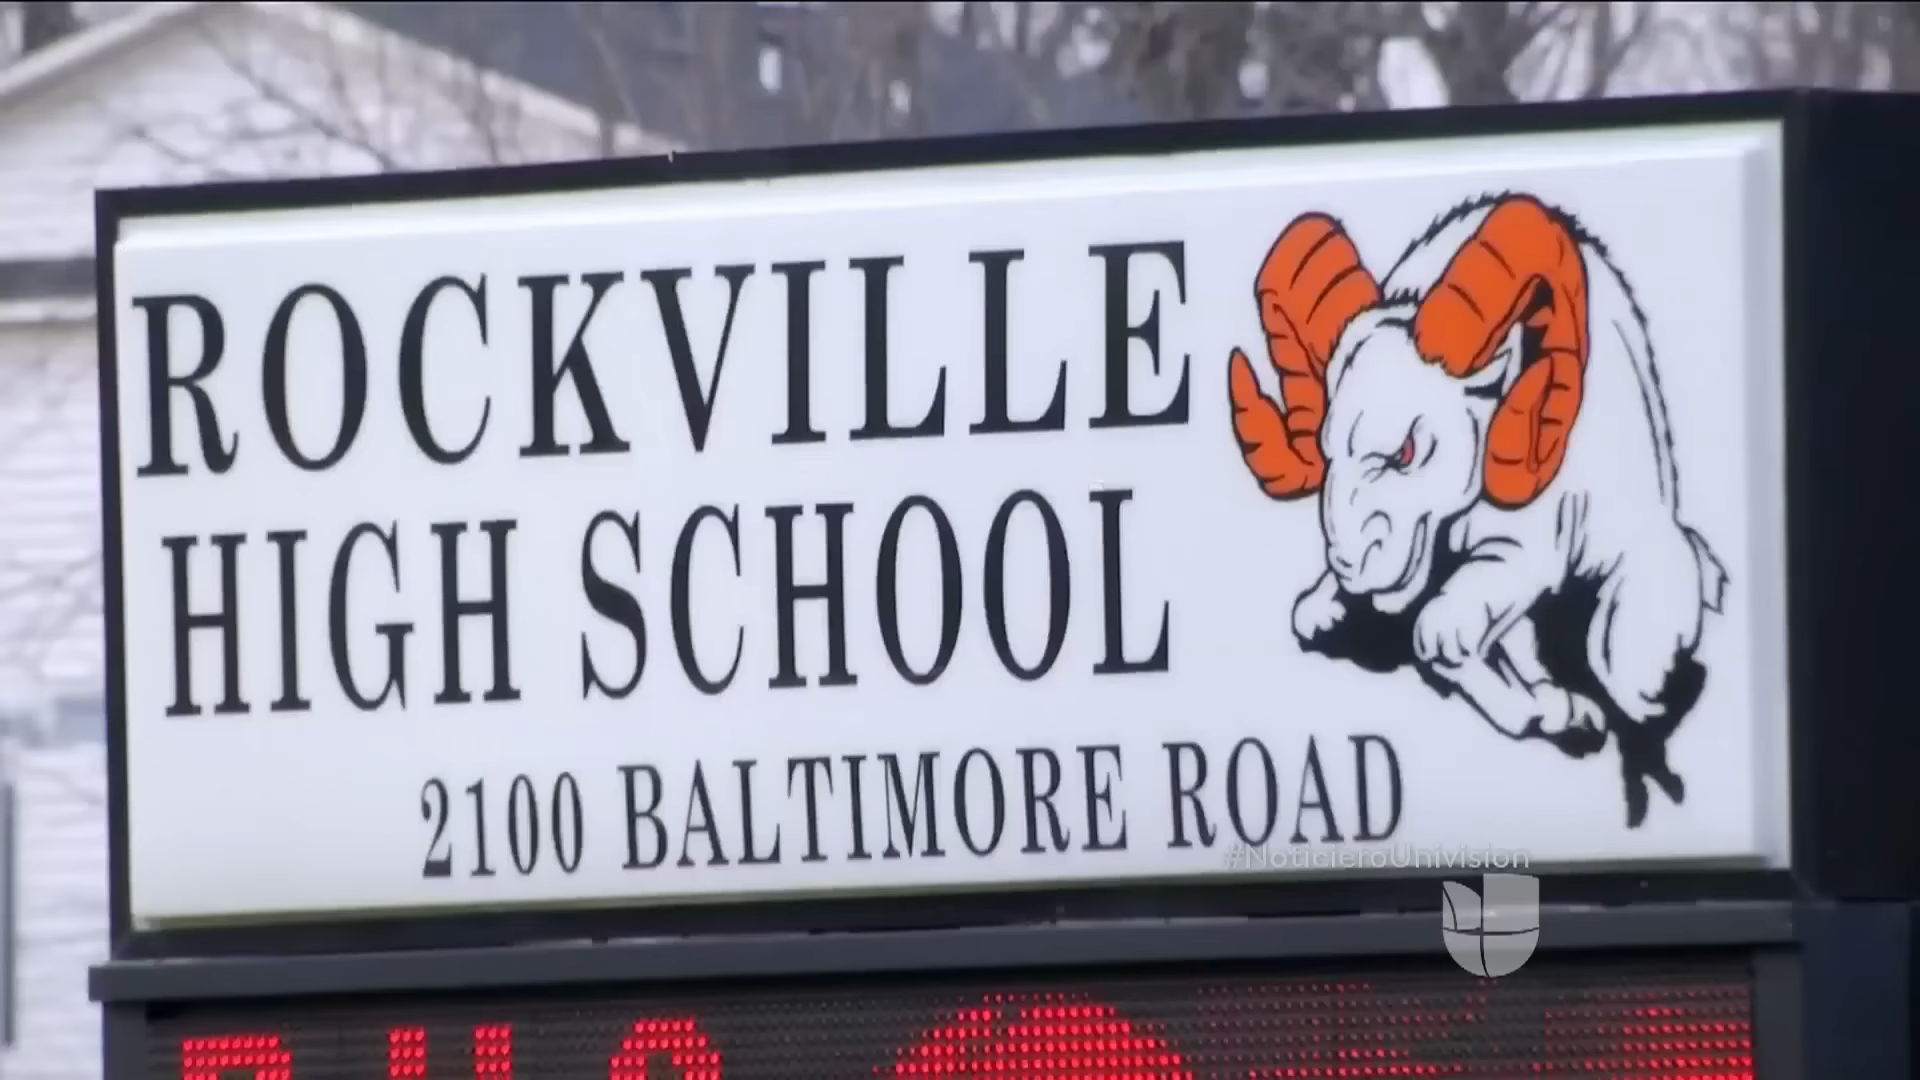 ROCKVILLE
HIGH SCHOOL
2100 BALTIMORE ROAD
#NoticieroUnivision